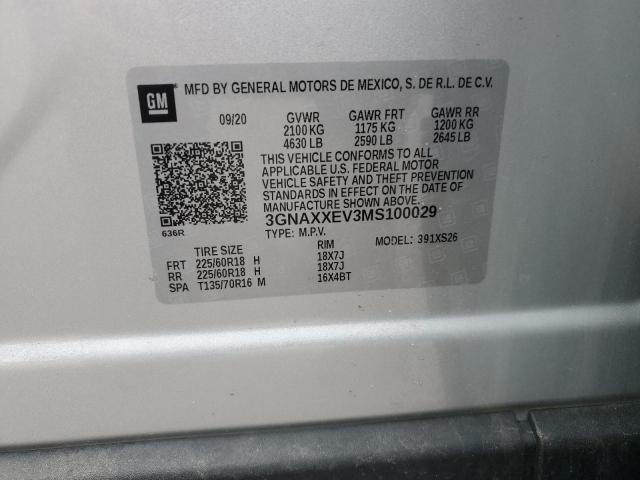 GM
MFD BY GENERAL MOTORS DE MEXICO, S. DE R.L. DE C.V.
09/20 GVWR GAWR FRT GAWR RR
2100 KG 1175 KG 1200 KG
4630 LB 2590 LB 2645 LB
THIS VEHICLE CONFORMS TO ALL
APPLICABLE U.S. FEDERAL MOTOR
VEHICLE SAFETY AND THEFT PREVENTION
STANDARDS IN EFFECT ON THE DATE OF
MANUFACTURE SHOWN ABOVE.
3GNAXXEV3MS100029
636R
TYPE: M.P.V. MODEL: 391XS26
TIRE SIZE RIM
FRT 225/60R18 H 18X7J
RR 225/60R18 H 18X7J
SPA T135/70R16 M 16X4BT